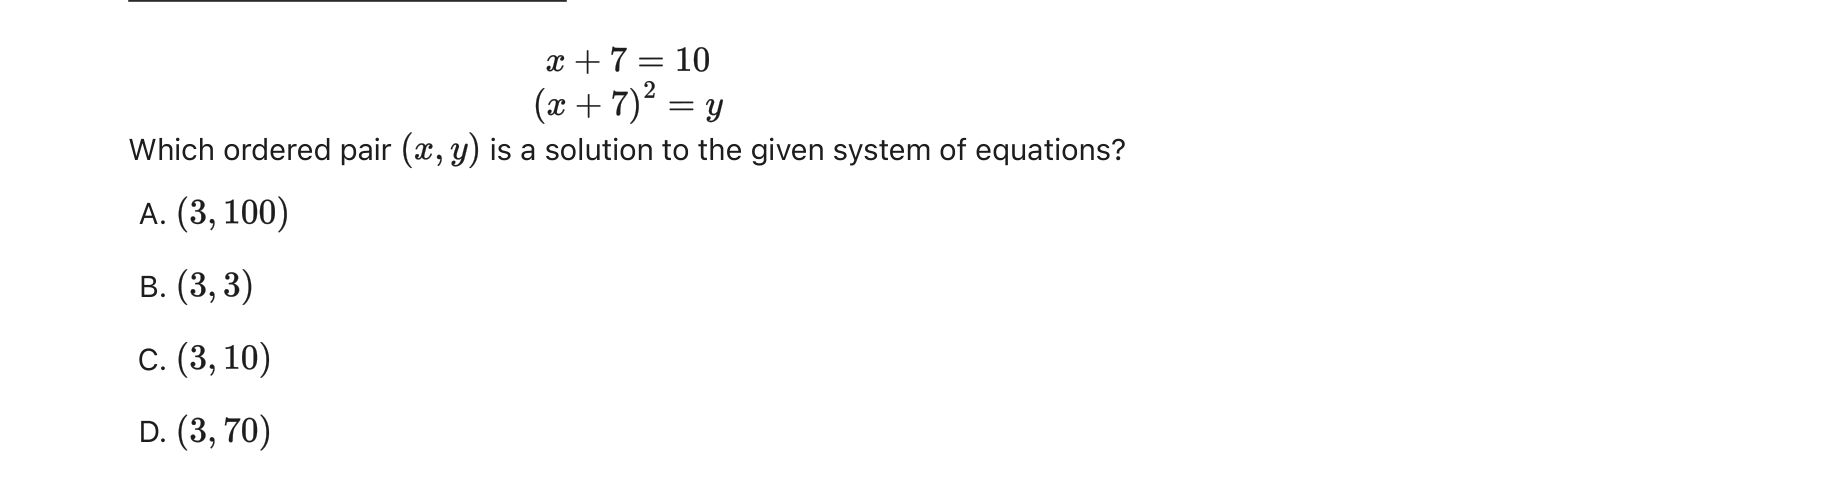 x + 7 = 10
(x + 7)² = y
Which ordered pair (x, y) is a solution to the given system of equations?
A. (3, 100)
B. (3, 3)
C. (3, 10)
D. (3, 70)